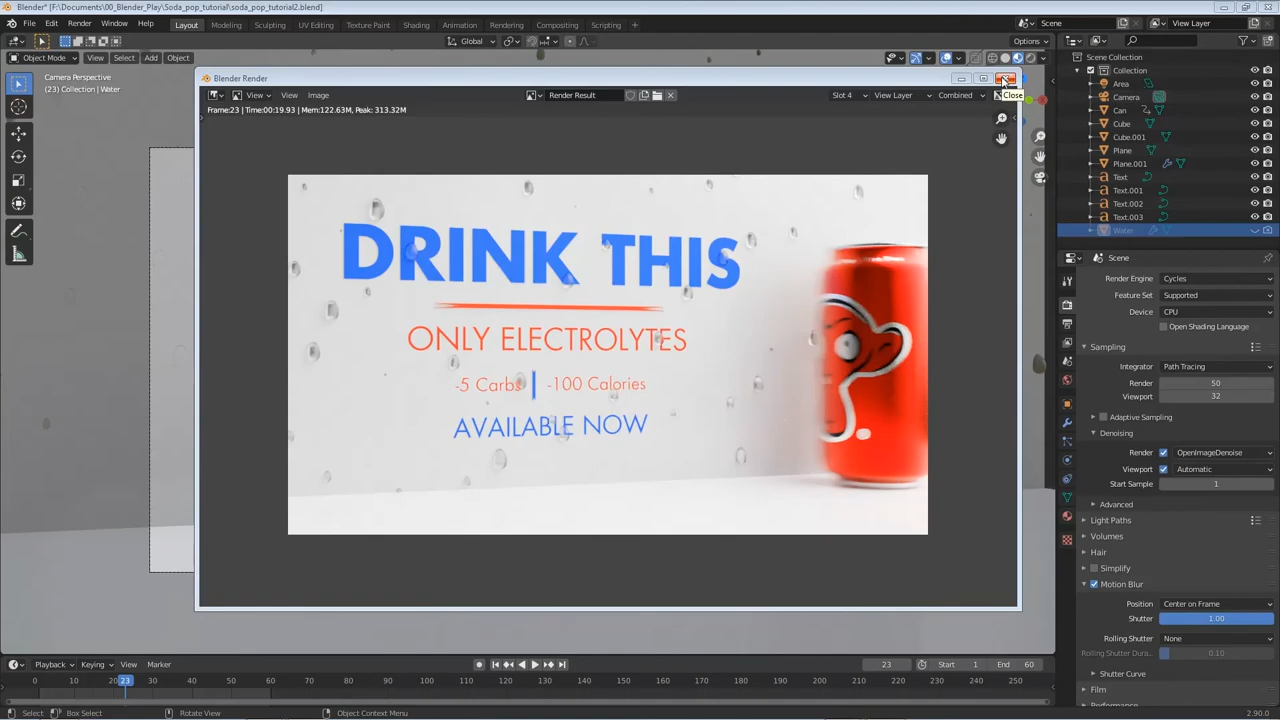 Blender* [F:\Documents\00_Blender_Play\Soda_pop_tutorial\soda_pop_tutorial2.blend]
File Edit Render Window Help Layout Modeling Sculpting UV Editing Texture Paint Shading Animation Rendering Compositing Scripting Scene View Layer
Global Options
Object Mode View Select Add Object
Camera Perspective
(23) Collection | Water
Blender Render
Close
View View Image Render Result Slot 4 View Layer Combined
Frame:23 | Time:00:19.93 | Mem:122.63M, Peak: 313.32M
DRINK THIS
ONLY ELECTROLYTES
-5 Carbs | -100 Calories
AVAILABLE NOW
Scene Collection
Collection
Area
Camera
Can
Cube
Cube.001
Plane
Plane.001
Text
Text.001
Text.002
Text.003
Water
Scene
Render Engine Cycles
Feature Set Supported
Device CPU
Open Shading Language
Sampling
Integrator Path Tracing
Render 50
Viewport 32
Adaptive Sampling
Denoising
Render OpenImageDenoise
Viewport Automatic
Start Sample 1
Advanced
Light Paths
Volumes
Hair
Simplify
Motion Blur
Position Center on Frame
Shutter 1.00
Rolling Shutter None
Rolling Shutter Dura.. 0.10
Shutter Curve
Film
Performance
Playback Keying View Marker 23 Start 1 End 60
0 10 20 23 30 40 50 60 70 80 90 100 110 120 130 140 150 160 170 180 190 200 210 220 230 240 250
Select Box Select Rotate View Object Context Menu 2.90.0